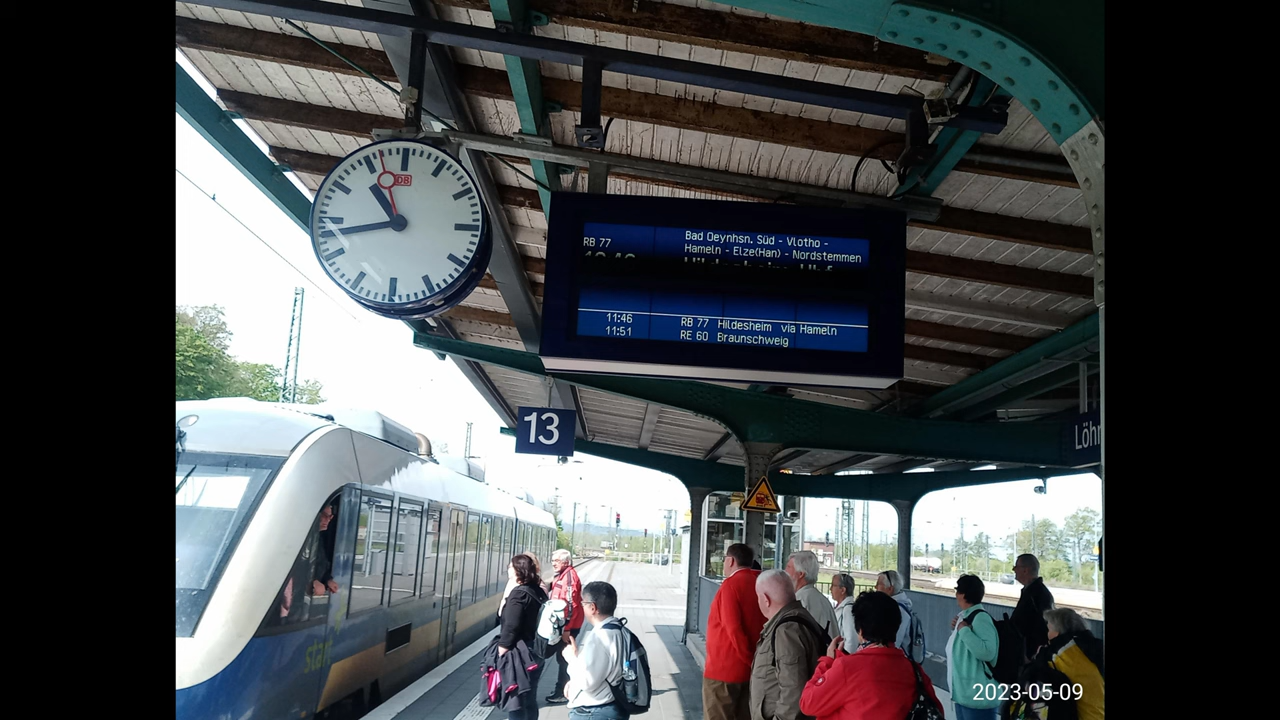 DB
RB 77
Bad Oeynhsn. Süd - Vlotho -
Hameln - Elze(Han) - Nordstemmen
11:46 RB 77 Hildesheim via Hameln
11:51 RE 60 Braunschweig
13
Löhn
2023-05-09